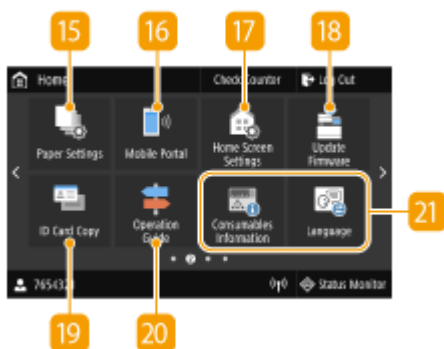 15 16 17 18
Home Check Counter Log Out
Paper Settings Mobile Portal Home Screen Settings Update Firmware
ID Card Copy Operation Guide Consumables Information Language
21
7654321 Status Monitor
19 20